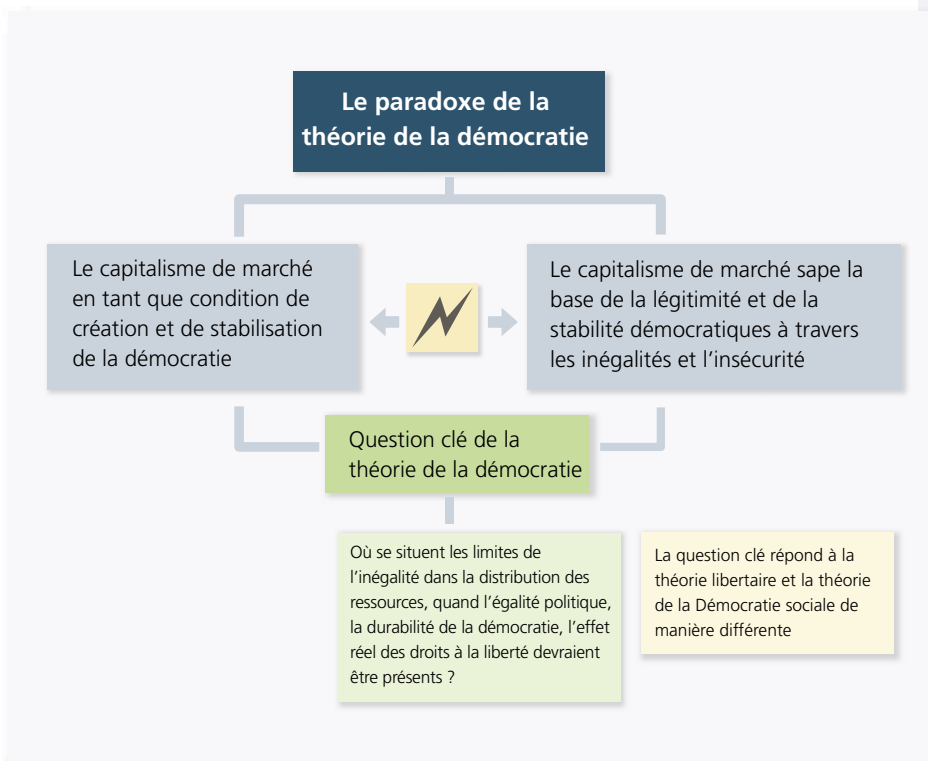 Le paradoxe de la
théorie de la démocratie
Le capitalisme de marché
en tant que condition de
création et de stabilisation
de la démocratie
Le capitalisme de marché sape la
base de la légitimité et de la
stabilité démocratiques à travers
les inégalités et l'insécurité
Question clé de la
théorie de la démocratie
Où se situent les limites de
l'inégalité dans la distribution des
ressources, quand l'égalité politique,
la durabilité de la démocratie, l'effet
réel des droits à la liberté devraient
être présents ?
La question clé répond à la
théorie libertaire et la théorie
de la Démocratie sociale de
manière différente